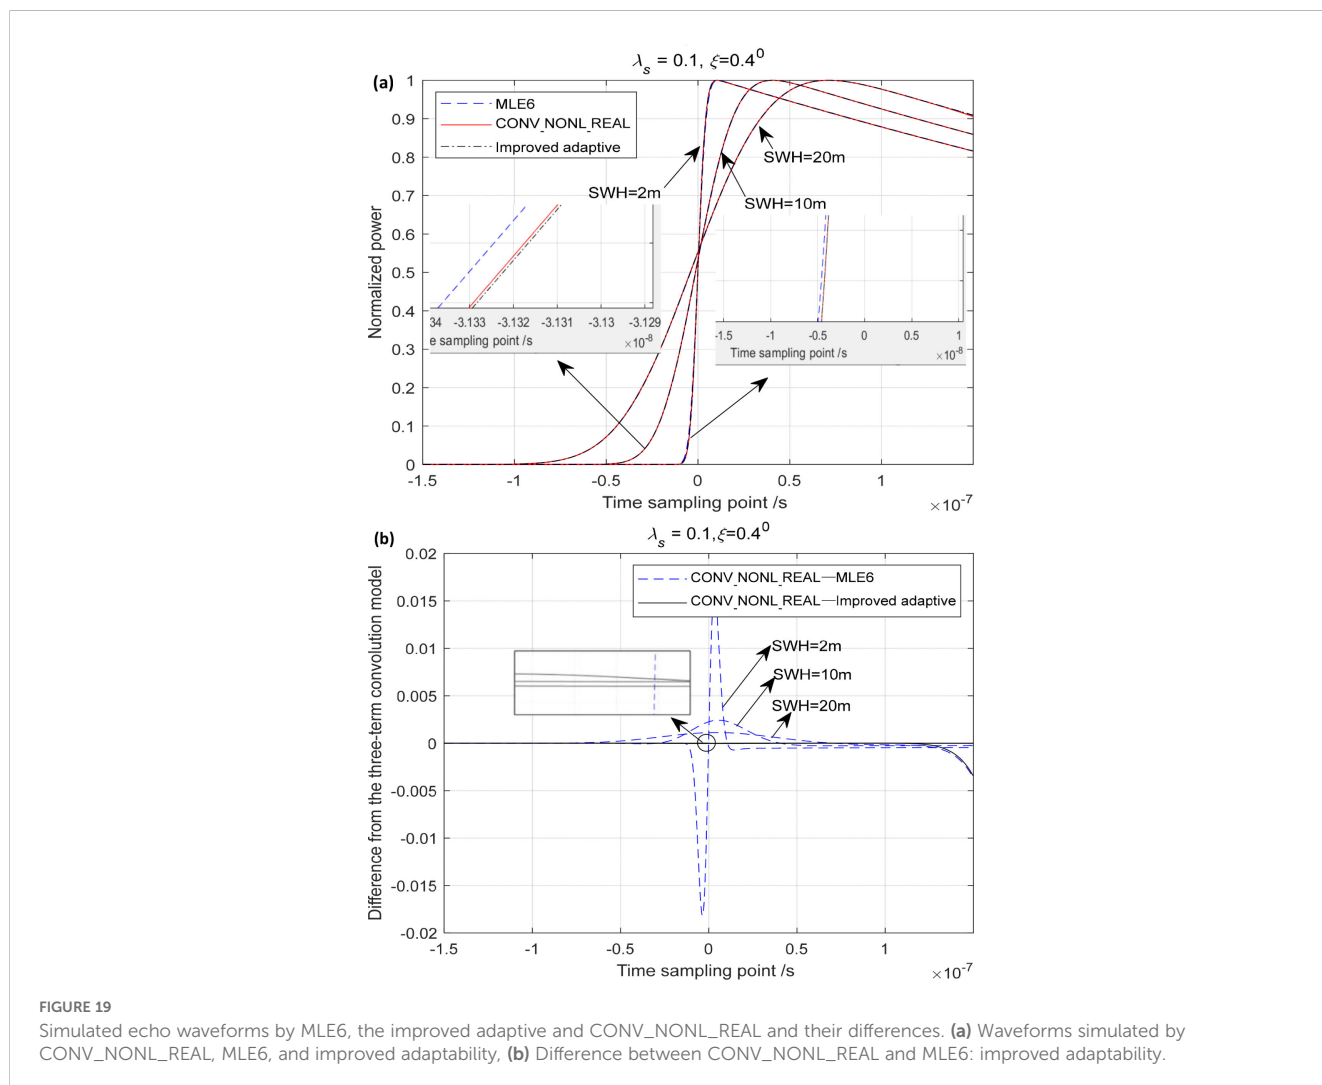 λs = 0.1, ξ=0.4⁰
(a)
1
0.9
0.8
0.7
0.6
0.5
0.4
0.3
0.2
0.1
0
Normalized power
MLE6
CONV_NONL_REAL
Improved adaptive
SWH=2m
SWH=20m
SWH=10m
34 -3.133 -3.132 -3.131 -3.13 -3.129
e sampling point /s
×10⁻⁸
-1.5 -1 -0.5 0 0.5 1
Time sampling point /s
×10⁻⁸
-1.5 -1 -0.5 0 0.5 1
Time sampling point /s
×10⁻⁷
λs = 0.1,ξ=0.4⁰
(b)
0.02
0.015
0.01
0.005
0
-0.005
-0.01
-0.015
-0.02
Difference from the three-term convolution model
CONV_NONL_REAL—MLE6
CONV_NONL_REAL—Improved adaptive
SWH=2m
SWH=10m
SWH=20m
-1.5 -1 -0.5 0 0.5 1
Time sampling point /s
×10⁻⁷
FIGURE 19
Simulated echo waveforms by MLE6, the improved adaptive and CONV_NONL_REAL and their differences. (a) Waveforms simulated by
CONV_NONL_REAL, MLE6, and improved adaptability, (b) Difference between CONV_NONL_REAL and MLE6: improved adaptability.